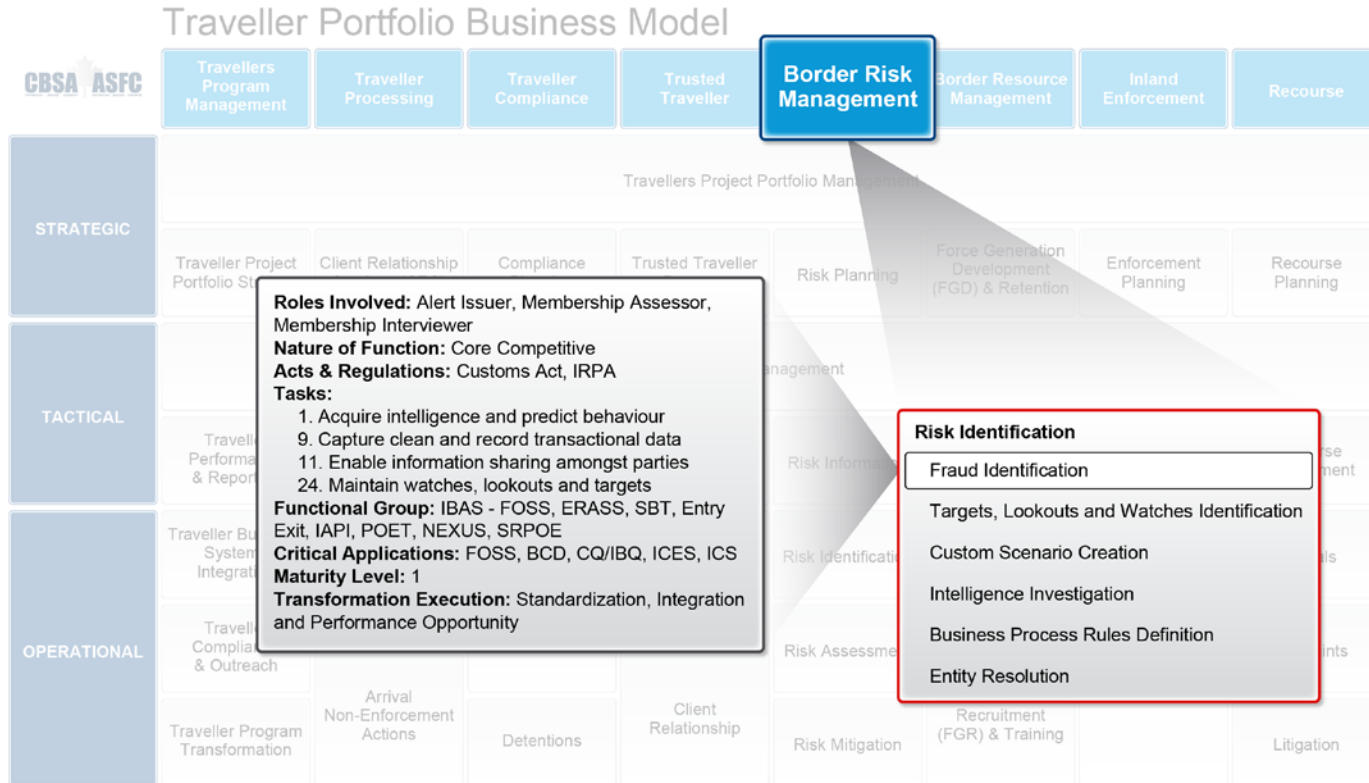 Traveller Portfolio Business Model
CBSA ASFC
Travellers
Program
Management
Traveller
Processing
Traveller
Compliance
Trusted
Traveller
Border Risk
Management
Border Resource
Management
Inland
Enforcement
Recourse
STRATEGIC
Travellers Project Portfolio Management
Traveller Project
Portfolio
Client Relationship
Compliance
Trusted Traveller
Risk Planning
Force Generation
Development
(FGD) & Retention
Enforcement
Planning
Recourse
Planning
Roles Involved: Alert Issuer, Membership Assessor,
Membership Interviewer
Nature of Function: Core Competitive
Acts & Regulations: Customs Act, IRPA
Tasks:
1. Acquire intelligence and predict behaviour
9. Capture clean and record transactional data
11. Enable information sharing amongst parties
24. Maintain watches, lookouts and targets
Functional Group: IBAS - FOSS, ERASS, SBT, Entry
Exit, IAPI, POET, NEXUS, SRPOE
Critical Applications: FOSS, BCD, CQ/IBQ, ICES, ICS
Maturity Level: 1
Transformation Execution: Standardization, Integration
and Performance Opportunity
TACTICAL
Risk
Risk Identification
Fraud Identification
Targets, Lookouts and Watches Identification
Custom Scenario Creation
Intelligence Investigation
Business Process Rules Definition
Entity Resolution
OPERATIONAL
& Outreach
Risk
Risk
Arrival
Non-Enforcement
Actions
Client
Relationship
Traveller Program
Transformation
Detentions
Risk Mitigation
Recruitment
(FGR) & Training
Litigation